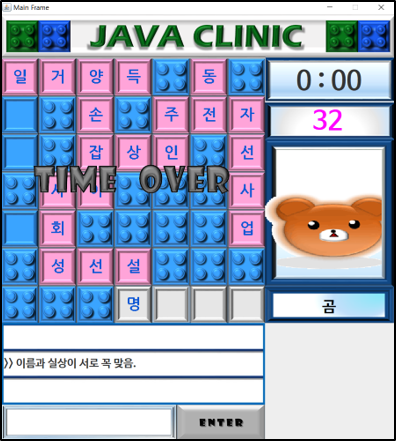 Main Frame
JAVA CLINIC
일 거 양 득 동
0:00
손 주 전 자
32
잡 상 인 선
TIME OVER
사
회 업
성 선 설
명
곰
>> 이름과 실상이 서로 꼭 맞음.
ENTER